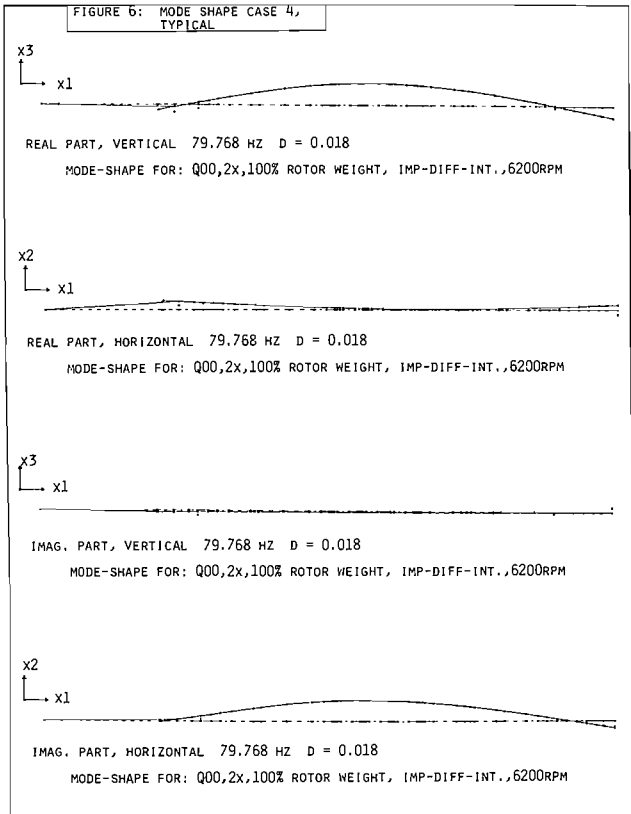 FIGURE 6: MODE SHAPE CASE 4,
TYPICAL
X3
X1
REAL PART, VERTICAL 79.768 HZ D = 0.018
MODE-SHAPE FOR: Q00,2X,100% ROTOR WEIGHT, IMP-DIFF-INT.,6200RPM
X2
X1
REAL PART, HORIZONTAL 79.768 HZ D = 0.018
MODE-SHAPE FOR: Q00,2X,100% ROTOR WEIGHT, IMP-DIFF-INT.,6200RPM
X3
X1
IMAG. PART, VERTICAL 79.768 HZ D = 0.018
MODE-SHAPE FOR: Q00,2X,100% ROTOR WEIGHT, IMP-DIFF-INT.,6200RPM
X2
X1
IMAG. PART, HORIZONTAL 79.768 HZ D = 0.018
MODE-SHAPE FOR: Q00,2X,100% ROTOR WEIGHT, IMP-DIFF-INT.,6200RPM